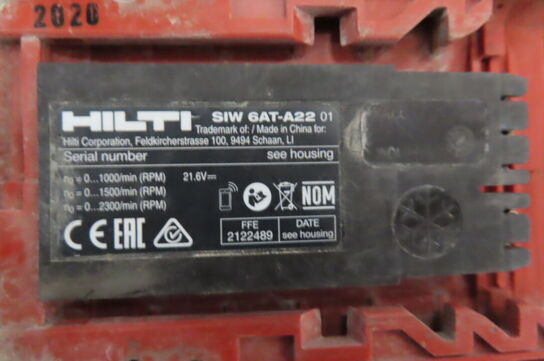 2020
HILTI SIW 6AT-A22 01
Trademark of: / Made in China for:
Hilti Corporation, Feldkircherstrasse 100, 9494 Schaan, LI
Serial number see housing
n0 = 0...1000/min (RPM) 21.6V
n0 = 0...1500/min (RPM)
n0 = 0...2300/min (RPM)
NOM
CE EAC
FFE DATE
2122489 see housing